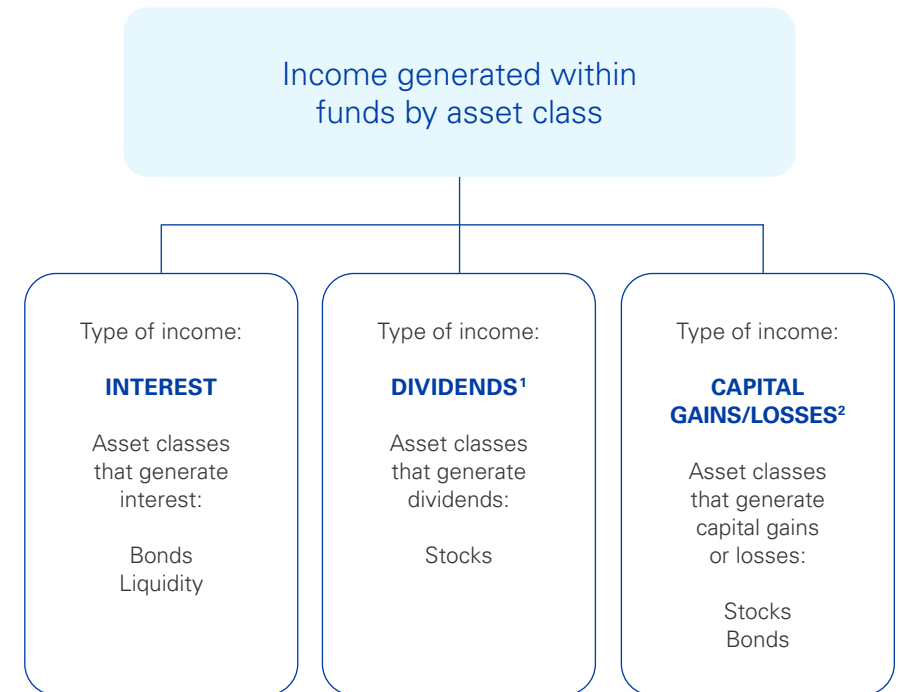 Income generated within
funds by asset class
Type of income:
INTEREST
Asset classes
that generate
interest:
Bonds
Liquidity
Type of income:
DIVIDENDS¹
Asset classes
that generate
dividends:
Stocks
Type of income:
CAPITAL
GAINS/LOSSES²
Asset classes
that generate
capital gains
or losses:
Stocks
Bonds